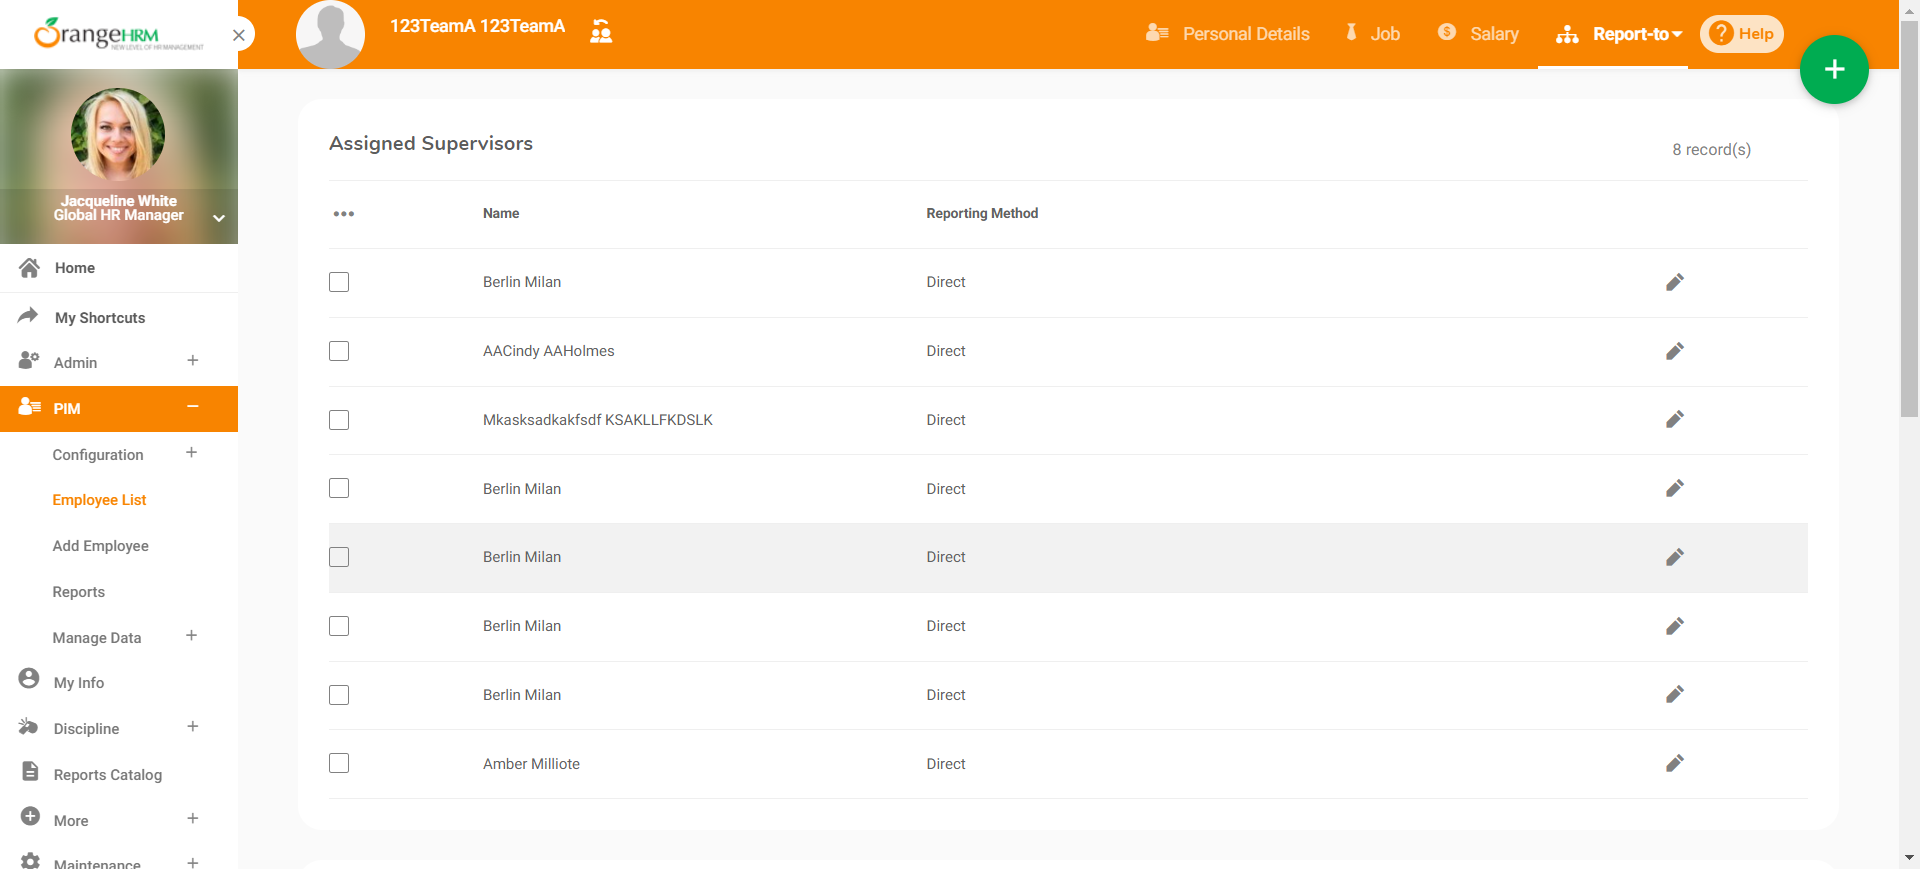 OrangeHRM
NEW LEVEL OF HR MANAGEMENT
123TeamA 123TeamA
Personal Details
Job
Salary
Report-to
Help
Jacqueline White
Global HR Manager
Home
My Shortcuts
Admin
PIM
Configuration
Employee List
Add Employee
Reports
Manage Data
My Info
Discipline
Reports Catalog
More
Maintenance
Assigned Supervisors
8 record(s)
Name Reporting Method
Berlin Milan Direct
AACindy AAHolmes Direct
Mkasksadkakfsdf KSAKLLFKDSLK Direct
Berlin Milan Direct
Berlin Milan Direct
Berlin Milan Direct
Berlin Milan Direct
Amber Milliote Direct